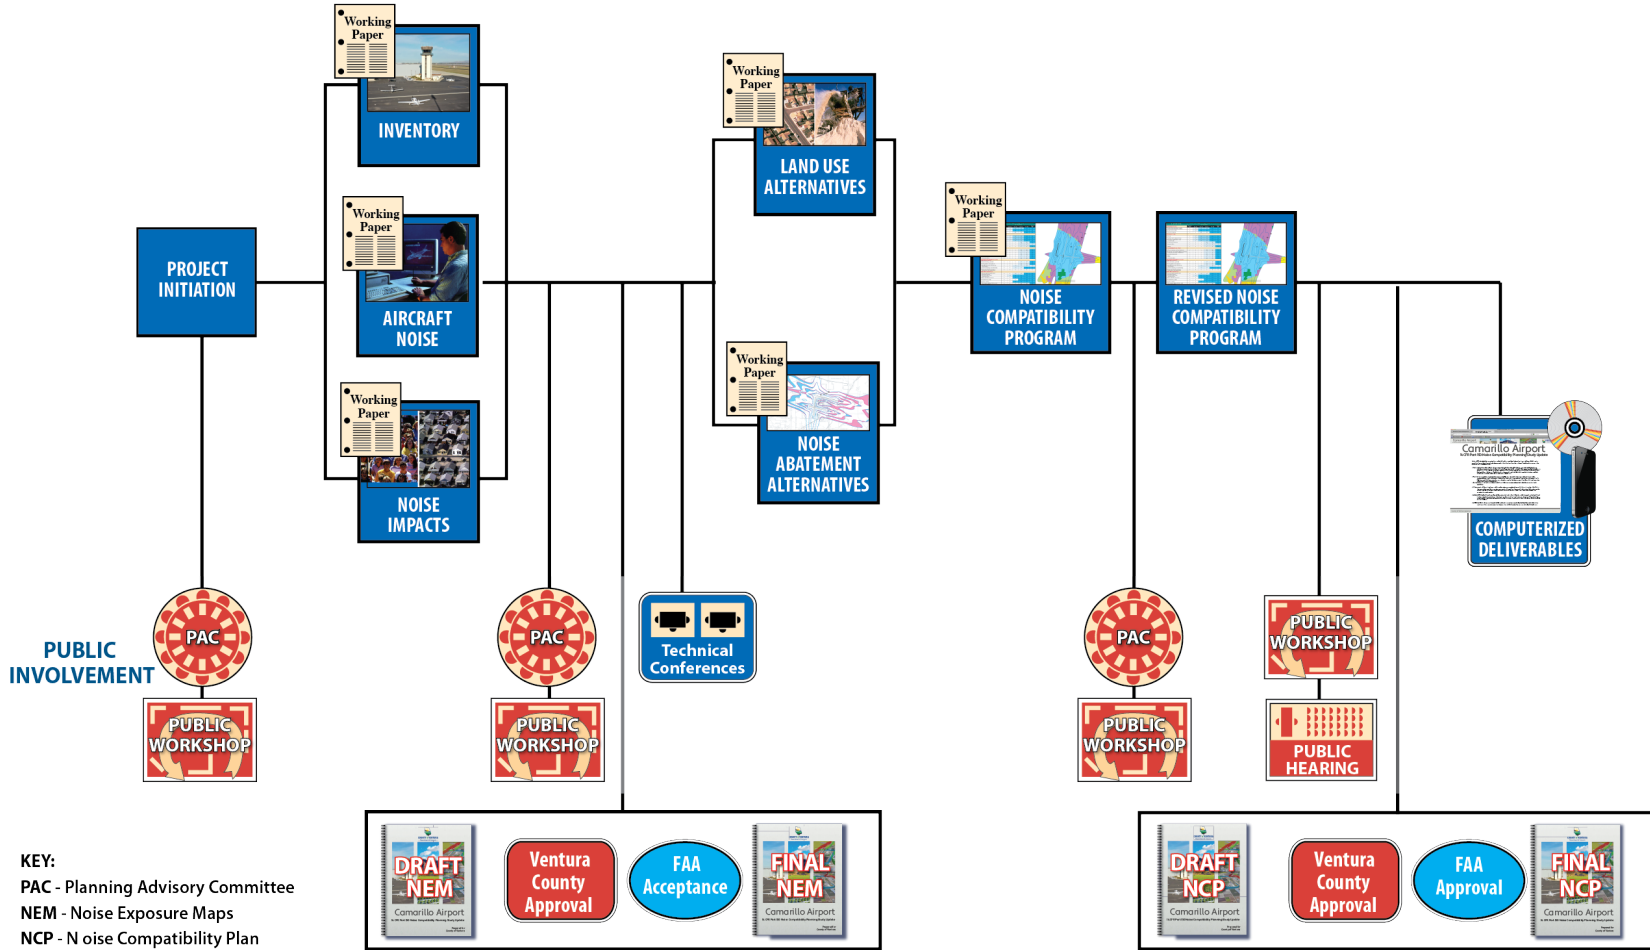 Working
Paper
INVENTORY
Working
Paper
LAND USE
ALTERNATIVES
PROJECT
INITIATION
Working
Paper
AIRCRAFT
NOISE
Working
Paper
NOISE
COMPATIBILITY
PROGRAM
REVISED NOISE
COMPATIBILITY
PROGRAM
Working
Paper
NOISE
IMPACTS
Working
Paper
NOISE
ABATEMENT
ALTERNATIVES
Camarillo Airport
COMPUTERIZED
DELIVERABLES
PUBLIC
INVOLVEMENT
PAC
PUBLIC
WORKSHOP
PAC
PUBLIC
WORKSHOP
Technical
Conferences
PAC
PUBLIC
WORKSHOP
PUBLIC
WORKSHOP
PUBLIC
HEARING
DRAFT
NEM
Camarillo Airport
Ventura
County
Approval
FAA
Acceptance
FINAL
NEM
Camarillo Airport
DRAFT
NCP
Camarillo Airport
Ventura
County
Approval
FAA
Approval
FINAL
NCP
Camarillo Airport
KEY:
PAC - Planning Advisory Committee
NEM - Noise Exposure Maps
NCP - N oise Compatibility Plan